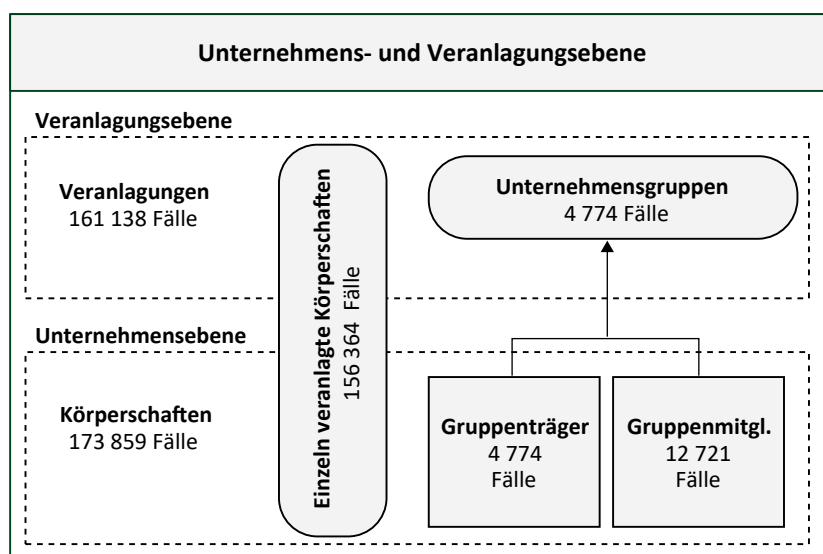 Unternehmens- und Veranlagungsebene
Veranlagungsebene
Veranlagungen
161 138 Fälle
Einzeln veranlagte Körperschaften
156 364 Fälle
Unternehmensgruppen
4 774 Fälle
Unternehmensebene
Körperschaften
173 859 Fälle
Gruppenträger
4 774
Fälle
Gruppenmitgl.
12 721
Fälle